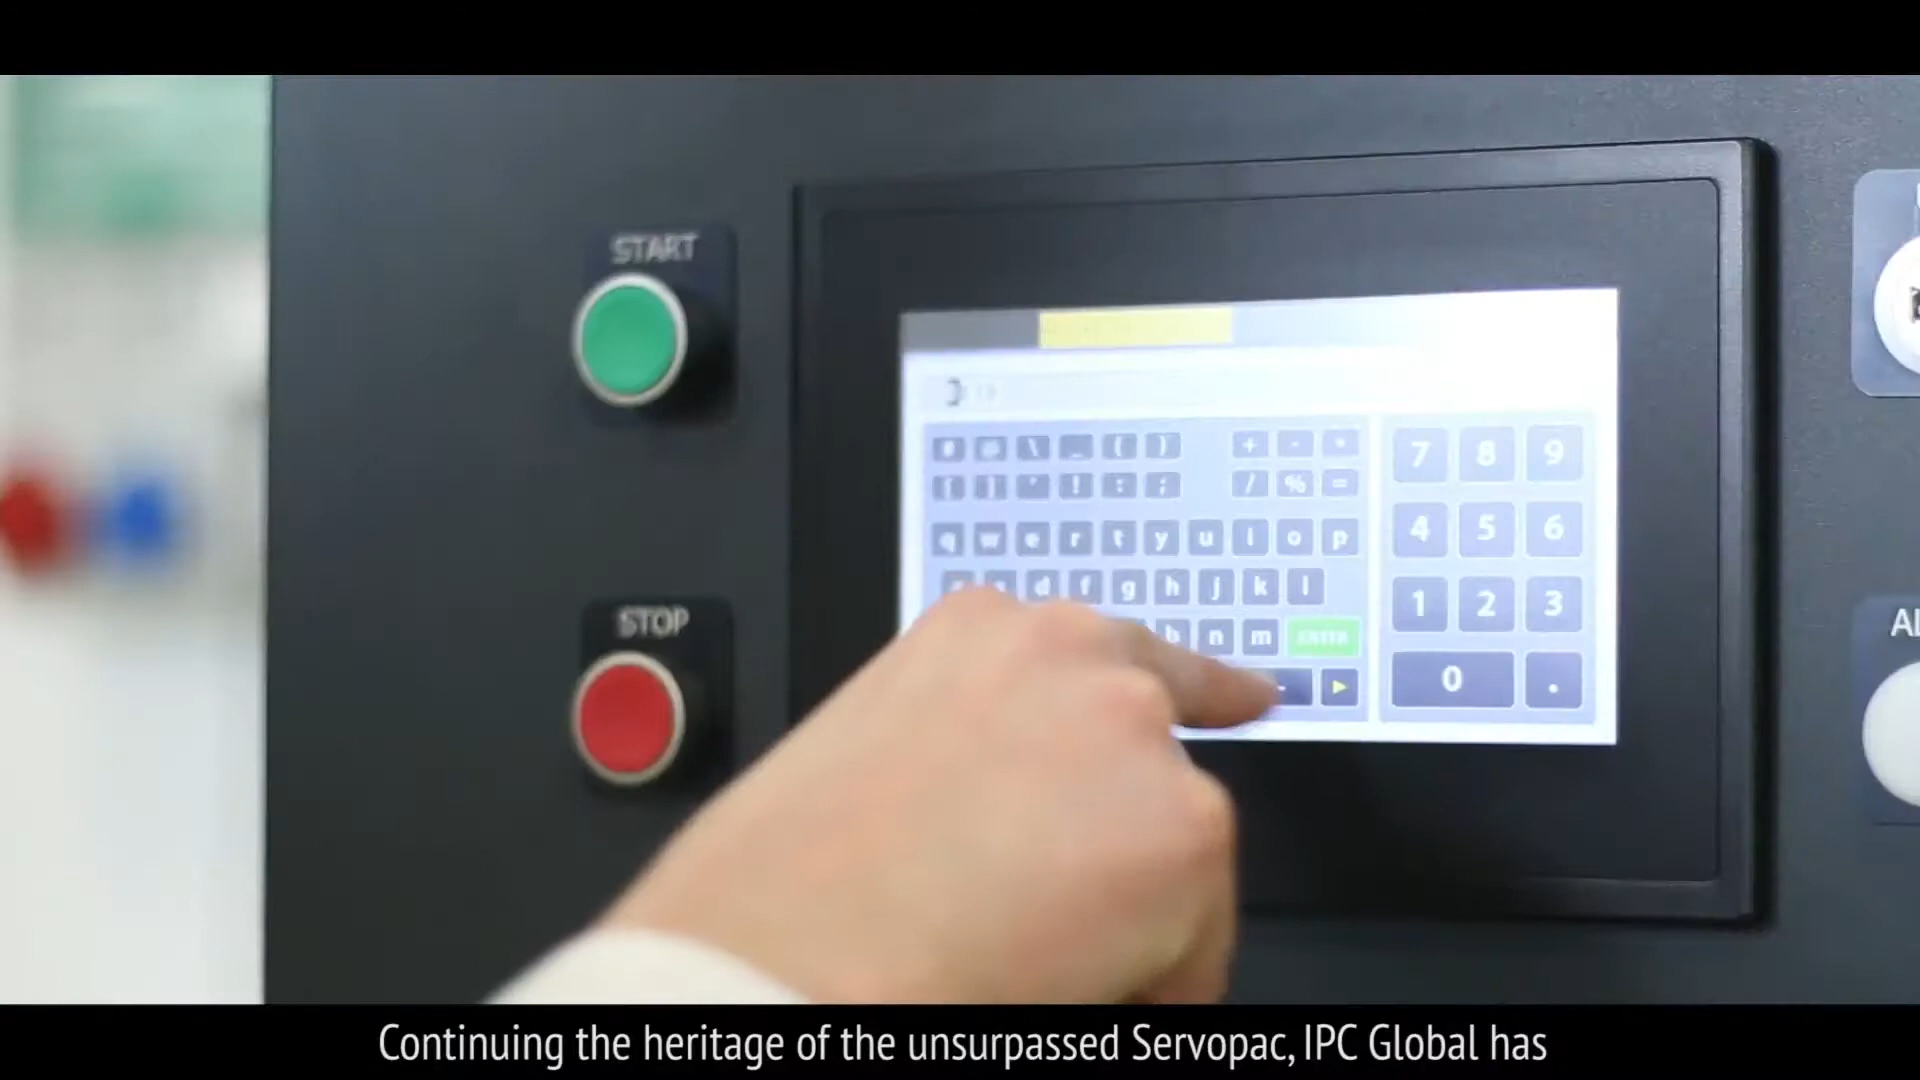 START
STOP
+ - *
\ _ ( )
! : ; / % =
q w e r t y u i o p
d f g h j k l
b n m ENTER
7 8 9
4 5 6
1 2 3
0 .
Continuing the heritage of the unsurpassed Servopac, IPC Global has